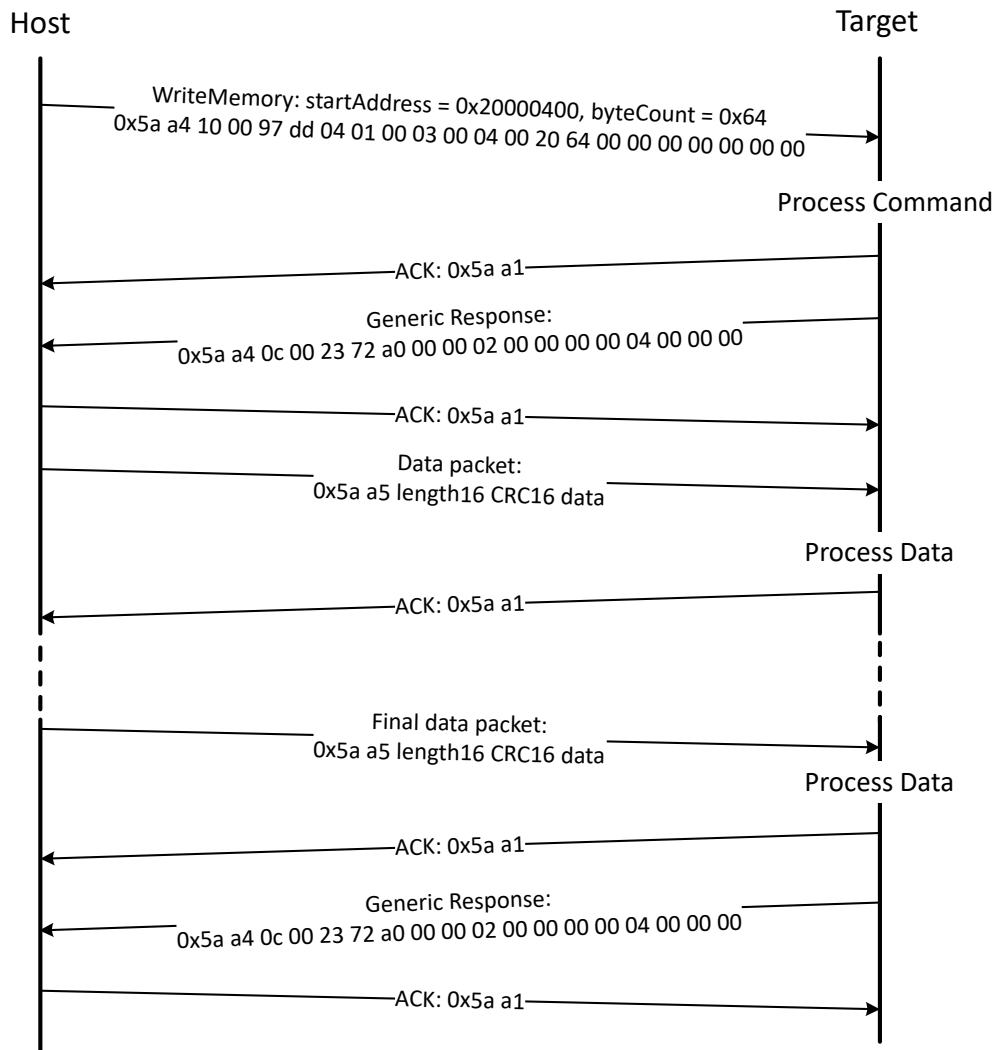 Host
Target
WriteMemory: startAddress = 0x20000400, byteCount = 0x64
0x5a a4 10 00 97 dd 04 01 00 03 00 04 00 20 64 00 00 00 00 00 00 00
Process Command
ACK: 0x5a a1
Generic Response:
0x5a a4 0c 00 23 72 a0 00 00 02 00 00 00 00 04 00 00 00
ACK: 0x5a a1
Data packet:
0x5a a5 length16 CRC16 data
Process Data
ACK: 0x5a a1
Final data packet:
0x5a a5 length16 CRC16 data
Process Data
ACK: 0x5a a1
Generic Response:
0x5a a4 0c 00 23 72 a0 00 00 02 00 00 00 00 04 00 00 00
ACK: 0x5a a1